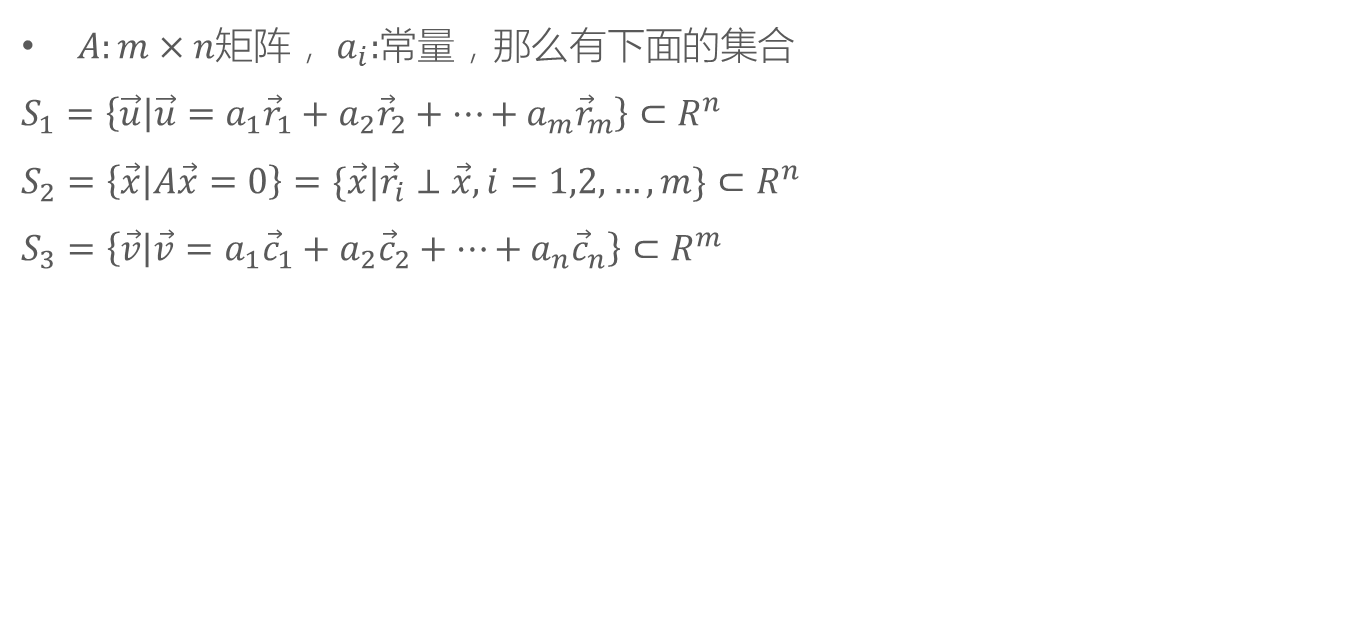 • A: m × n矩阵，a_i:常量，那么有下面的集合
S_1 = {u⃗|u⃗ = a_1r⃗_1 + a_2r⃗_2 + ⋯ + a_mr⃗_m} ⊂ R^n
S_2 = {x⃗|Ax⃗ = 0} = {x⃗|r⃗_i ⊥ x⃗, i = 1,2, …, m} ⊂ R^n
S_3 = {v⃗|v⃗ = a_1c⃗_1 + a_2c⃗_2 + ⋯ + a_nc⃗_n} ⊂ R^m